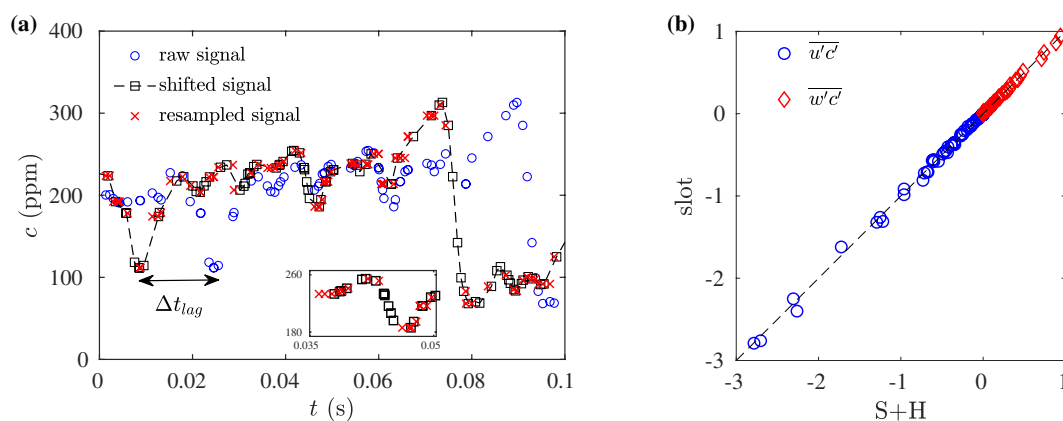 (a)
400
300
200
100
0
c (ppm)
raw signal
shifted signal
resampled signal
Δt_lag
260
180
0.035 0.05
0 0.02 0.04 0.06 0.08 0.1
t (s)
(b)
1
0
-1
-2
-3
slot
u′c′
w′c′
-3 -2 -1 0 1
S+H